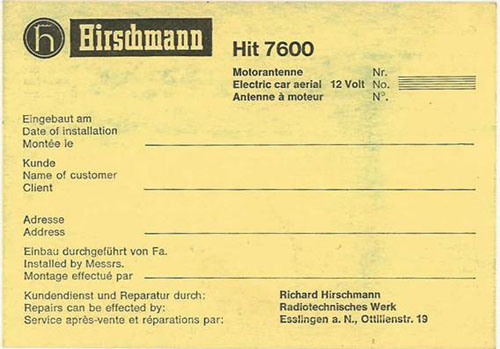 h Hirschmann
Hit 7600
Motorantenne Nr.
Electric car aerial 12 Volt No.
Antenne à moteur N°.
Eingebaut am
Date of installation
Montée le
Kunde
Name of customer
Client
Adresse
Address
Einbau durchgeführt von Fa.
Installed by Messrs.
Montage effectué par
Kundendienst und Reparatur durch: Richard Hirschmann
Repairs can be effected by: Radiotechnisches Werk
Service après-vente et réparations par: Esslingen a. N., Ottilienstr. 19